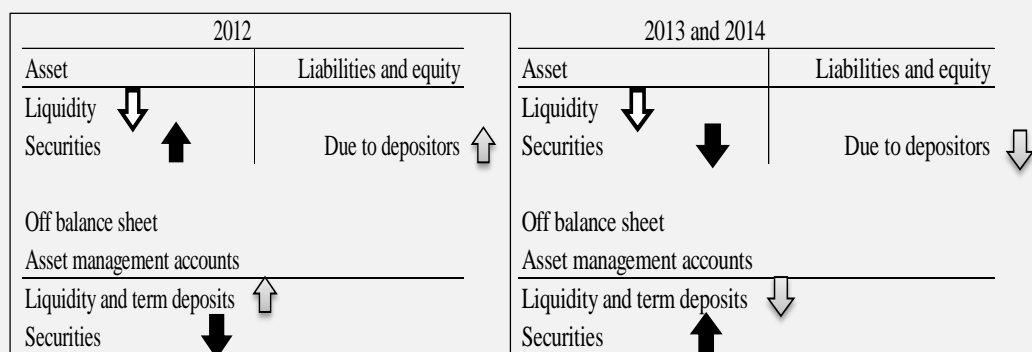 2012
Asset Liabilities and equity
Liquidity
Securities Due to depositors
Off balance sheet
Asset management accounts
Liquidity and term deposits
Securities
2013 and 2014
Asset Liabilities and equity
Liquidity
Securities Due to depositors
Off balance sheet
Asset management accounts
Liquidity and term deposits
Securities